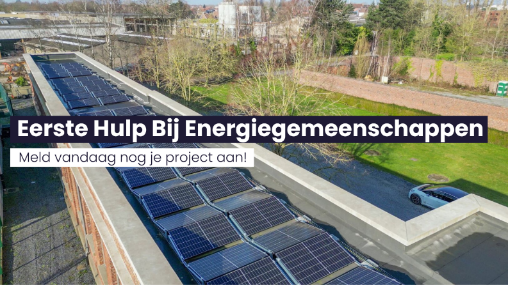 Eerste Hulp Bij Energiegemeenschappen
Meld vandaag nog je project aan!